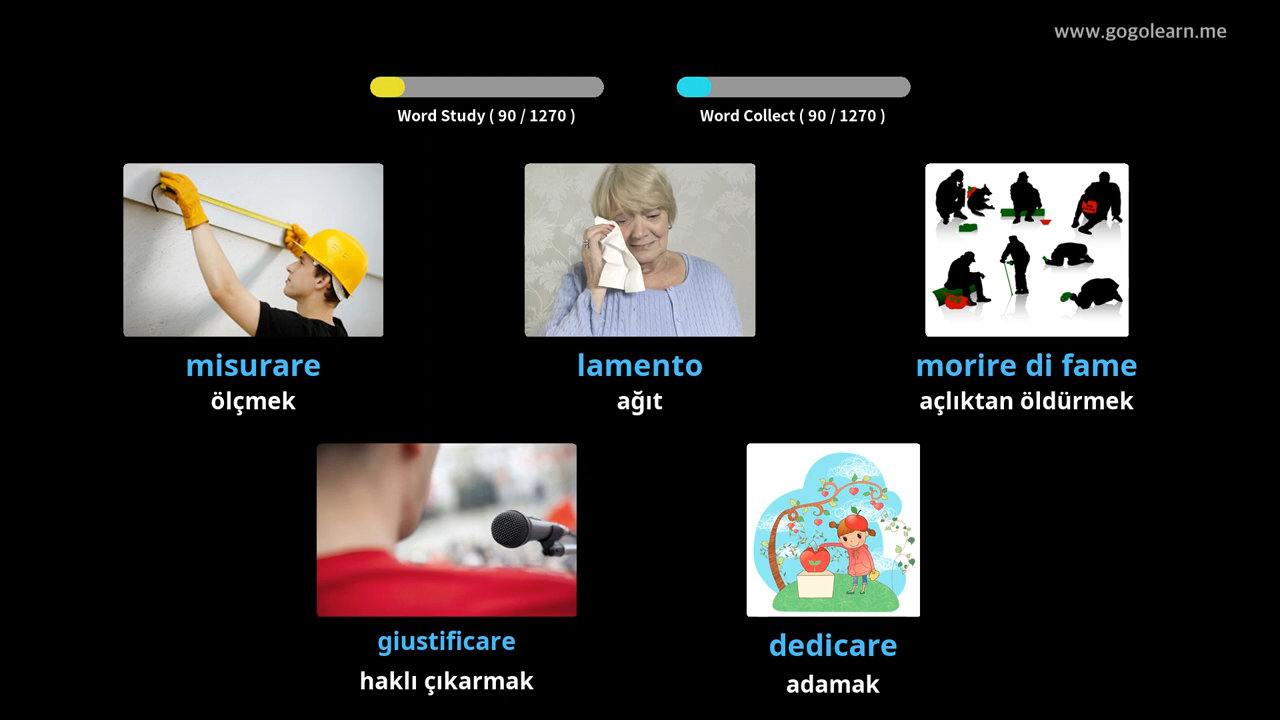 www.gogolearn.me
Word Study ( 90 / 1270 )
Word Collect ( 90 / 1270 )
misurare
ölçmek
lamento
ağıt
morire di fame
açlıktan öldürmek
giustificare
haklı çıkarmak
dedicare
adamak